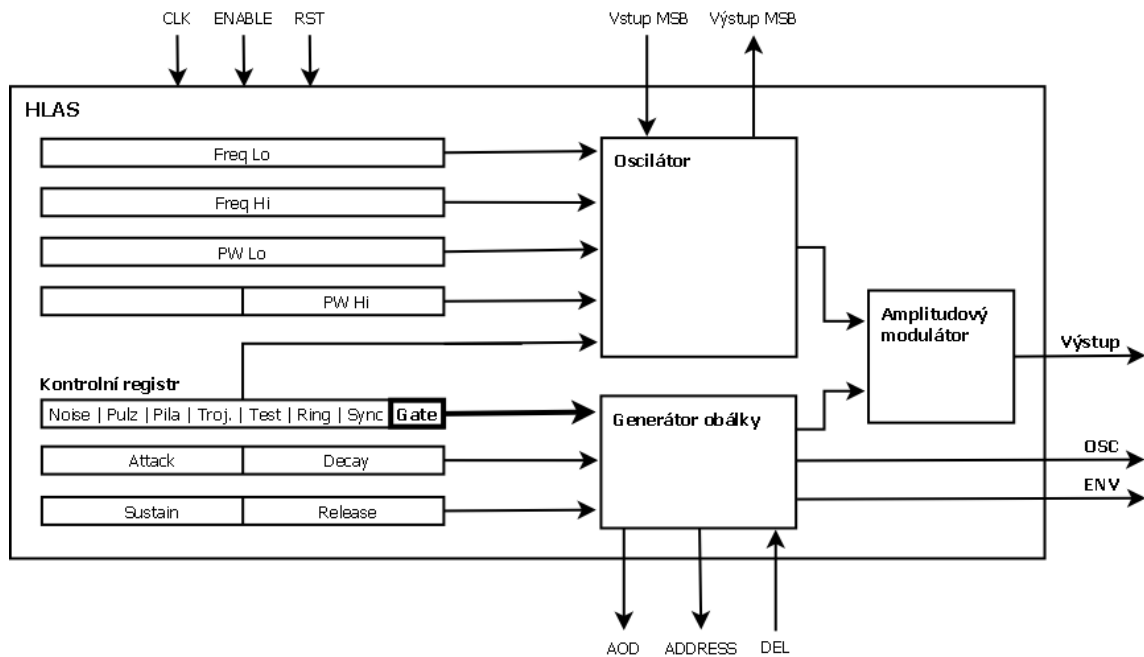 CLK ENABLE RST Vstup MSB Výstup MSB
HLAS
Freq Lo
Oscilátor
Freq Hi
PW Lo
PW Hi
Amplitudový
modulátor
Výstup
Kontrolní registr
Noise | Pulz | Pila | Troj. | Test | Ring | Sync Gate
Generátor obálky
Attack Decay
OSC
ENV
Sustain Release
AOD ADDRESS DEL